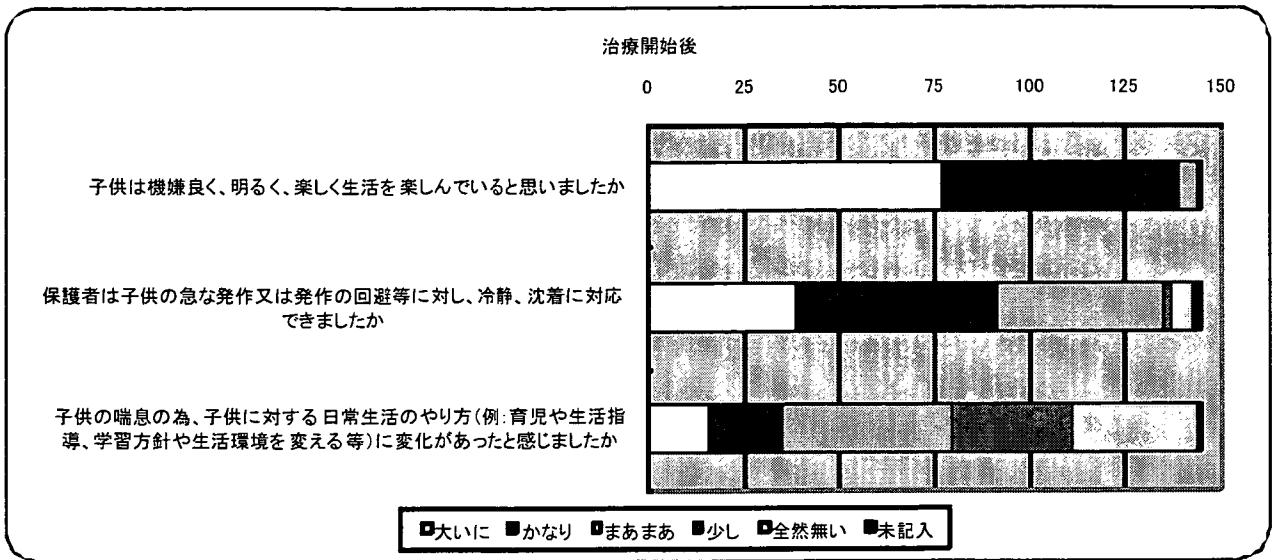 治療開始後
0 25 50 75 100 125 150
子供は機嫌良く、明るく、楽しく生活を楽しんでいると思いましたか
保護者は子供の急な発作又は発作の回避等に対し、冷静、沈着に対応
できましたか
子供の喘息の為、子供に対する日常生活のやり方(例:育児や生活指
導、学習方針や生活環境を変える等)に変化があったと感じましたか
大いに かなり まあまあ 少し 全然無い 未記入